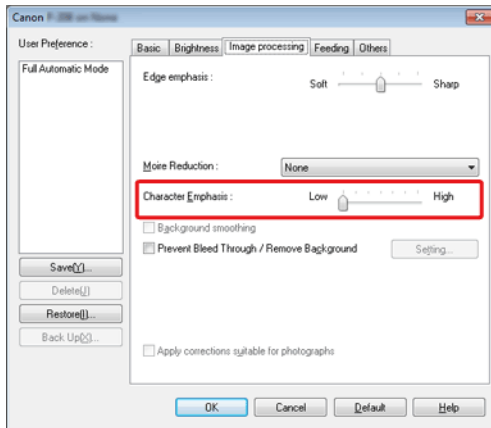 Canon
User Preference :
Full Automatic Mode
Save(Y)...
Delete(J)
Restore(I)...
Back Up(X)...
Basic Brightness Image processing Feeding Others
Edge emphasis : Soft Sharp
Moire Reduction : None
Character Emphasis : Low High
Background smoothing
Prevent Bleed Through / Remove Background Setting...
Apply corrections suitable for photographs
OK Cancel Default Help